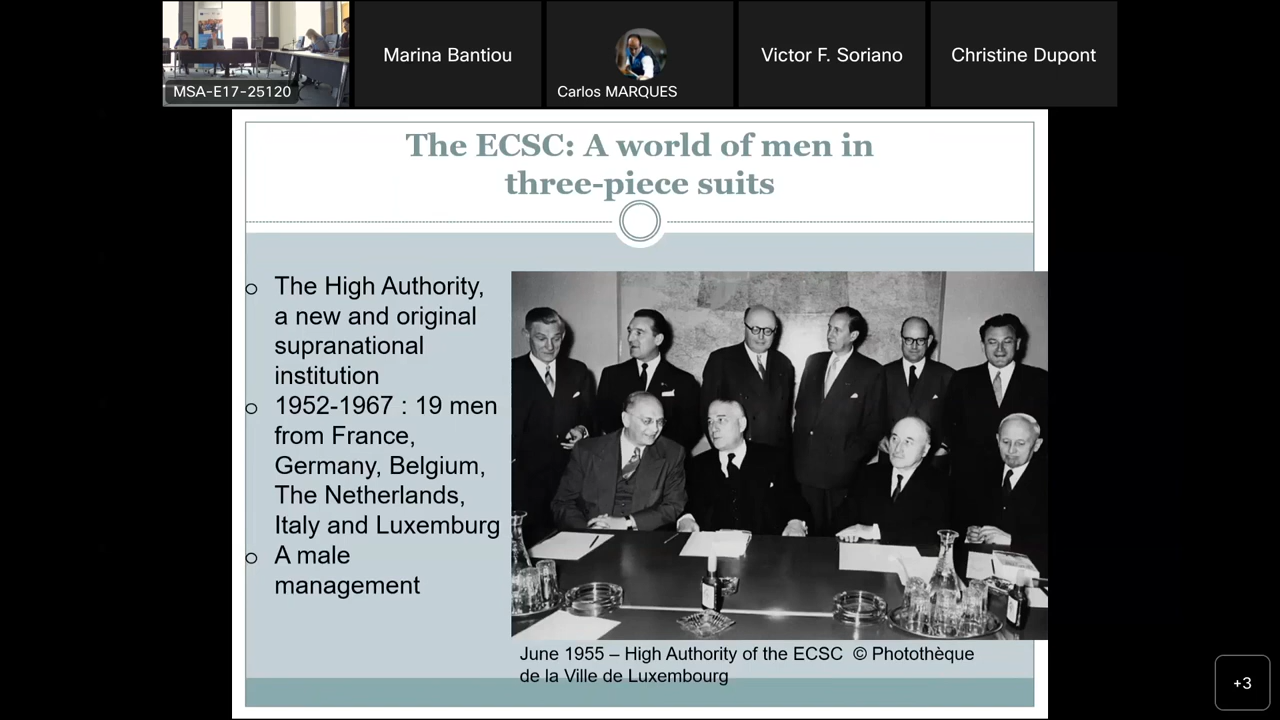 MSA-E17-25120
Marina Bantiou
Carlos MARQUES
Victor F. Soriano
Christine Dupont
The ECSC: A world of men in
three-piece suits
o The High Authority,
a new and original
supranational
institution
o 1952-1967 : 19 men
from France,
Germany, Belgium,
The Netherlands,
Italy and Luxemburg
o A male
management
June 1955 – High Authority of the ECSC © Photothèque
de la Ville de Luxembourg
+3